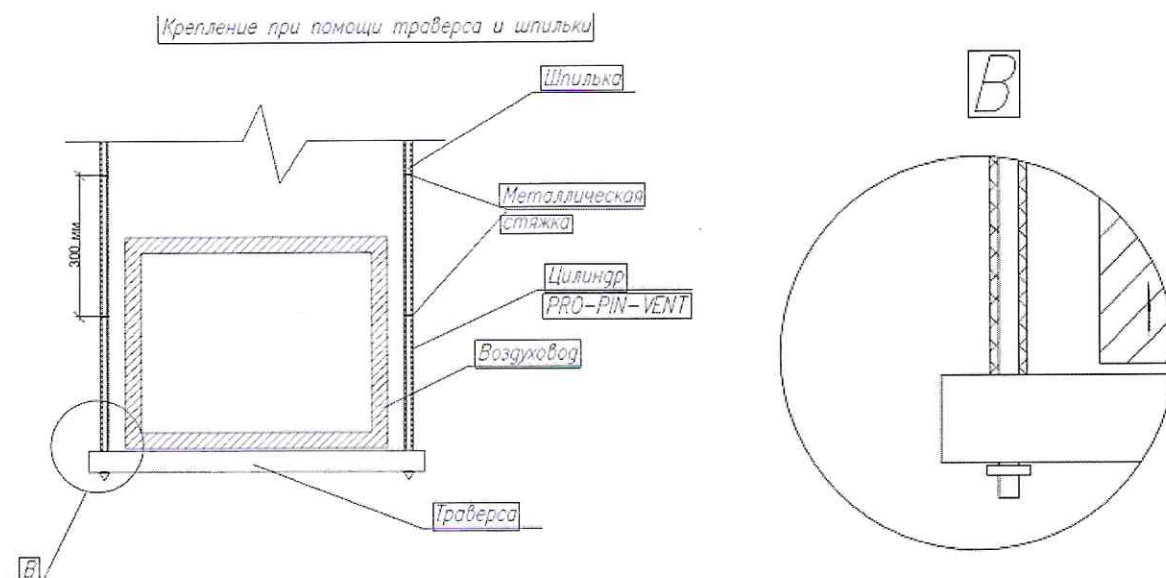 Крепление при помощи траверса и шпильки
Шпилька
В
Металлическая
стяжка
300 мм
Цилиндр
PRO-PIN-VENT
Воздуховод
Траверса
В